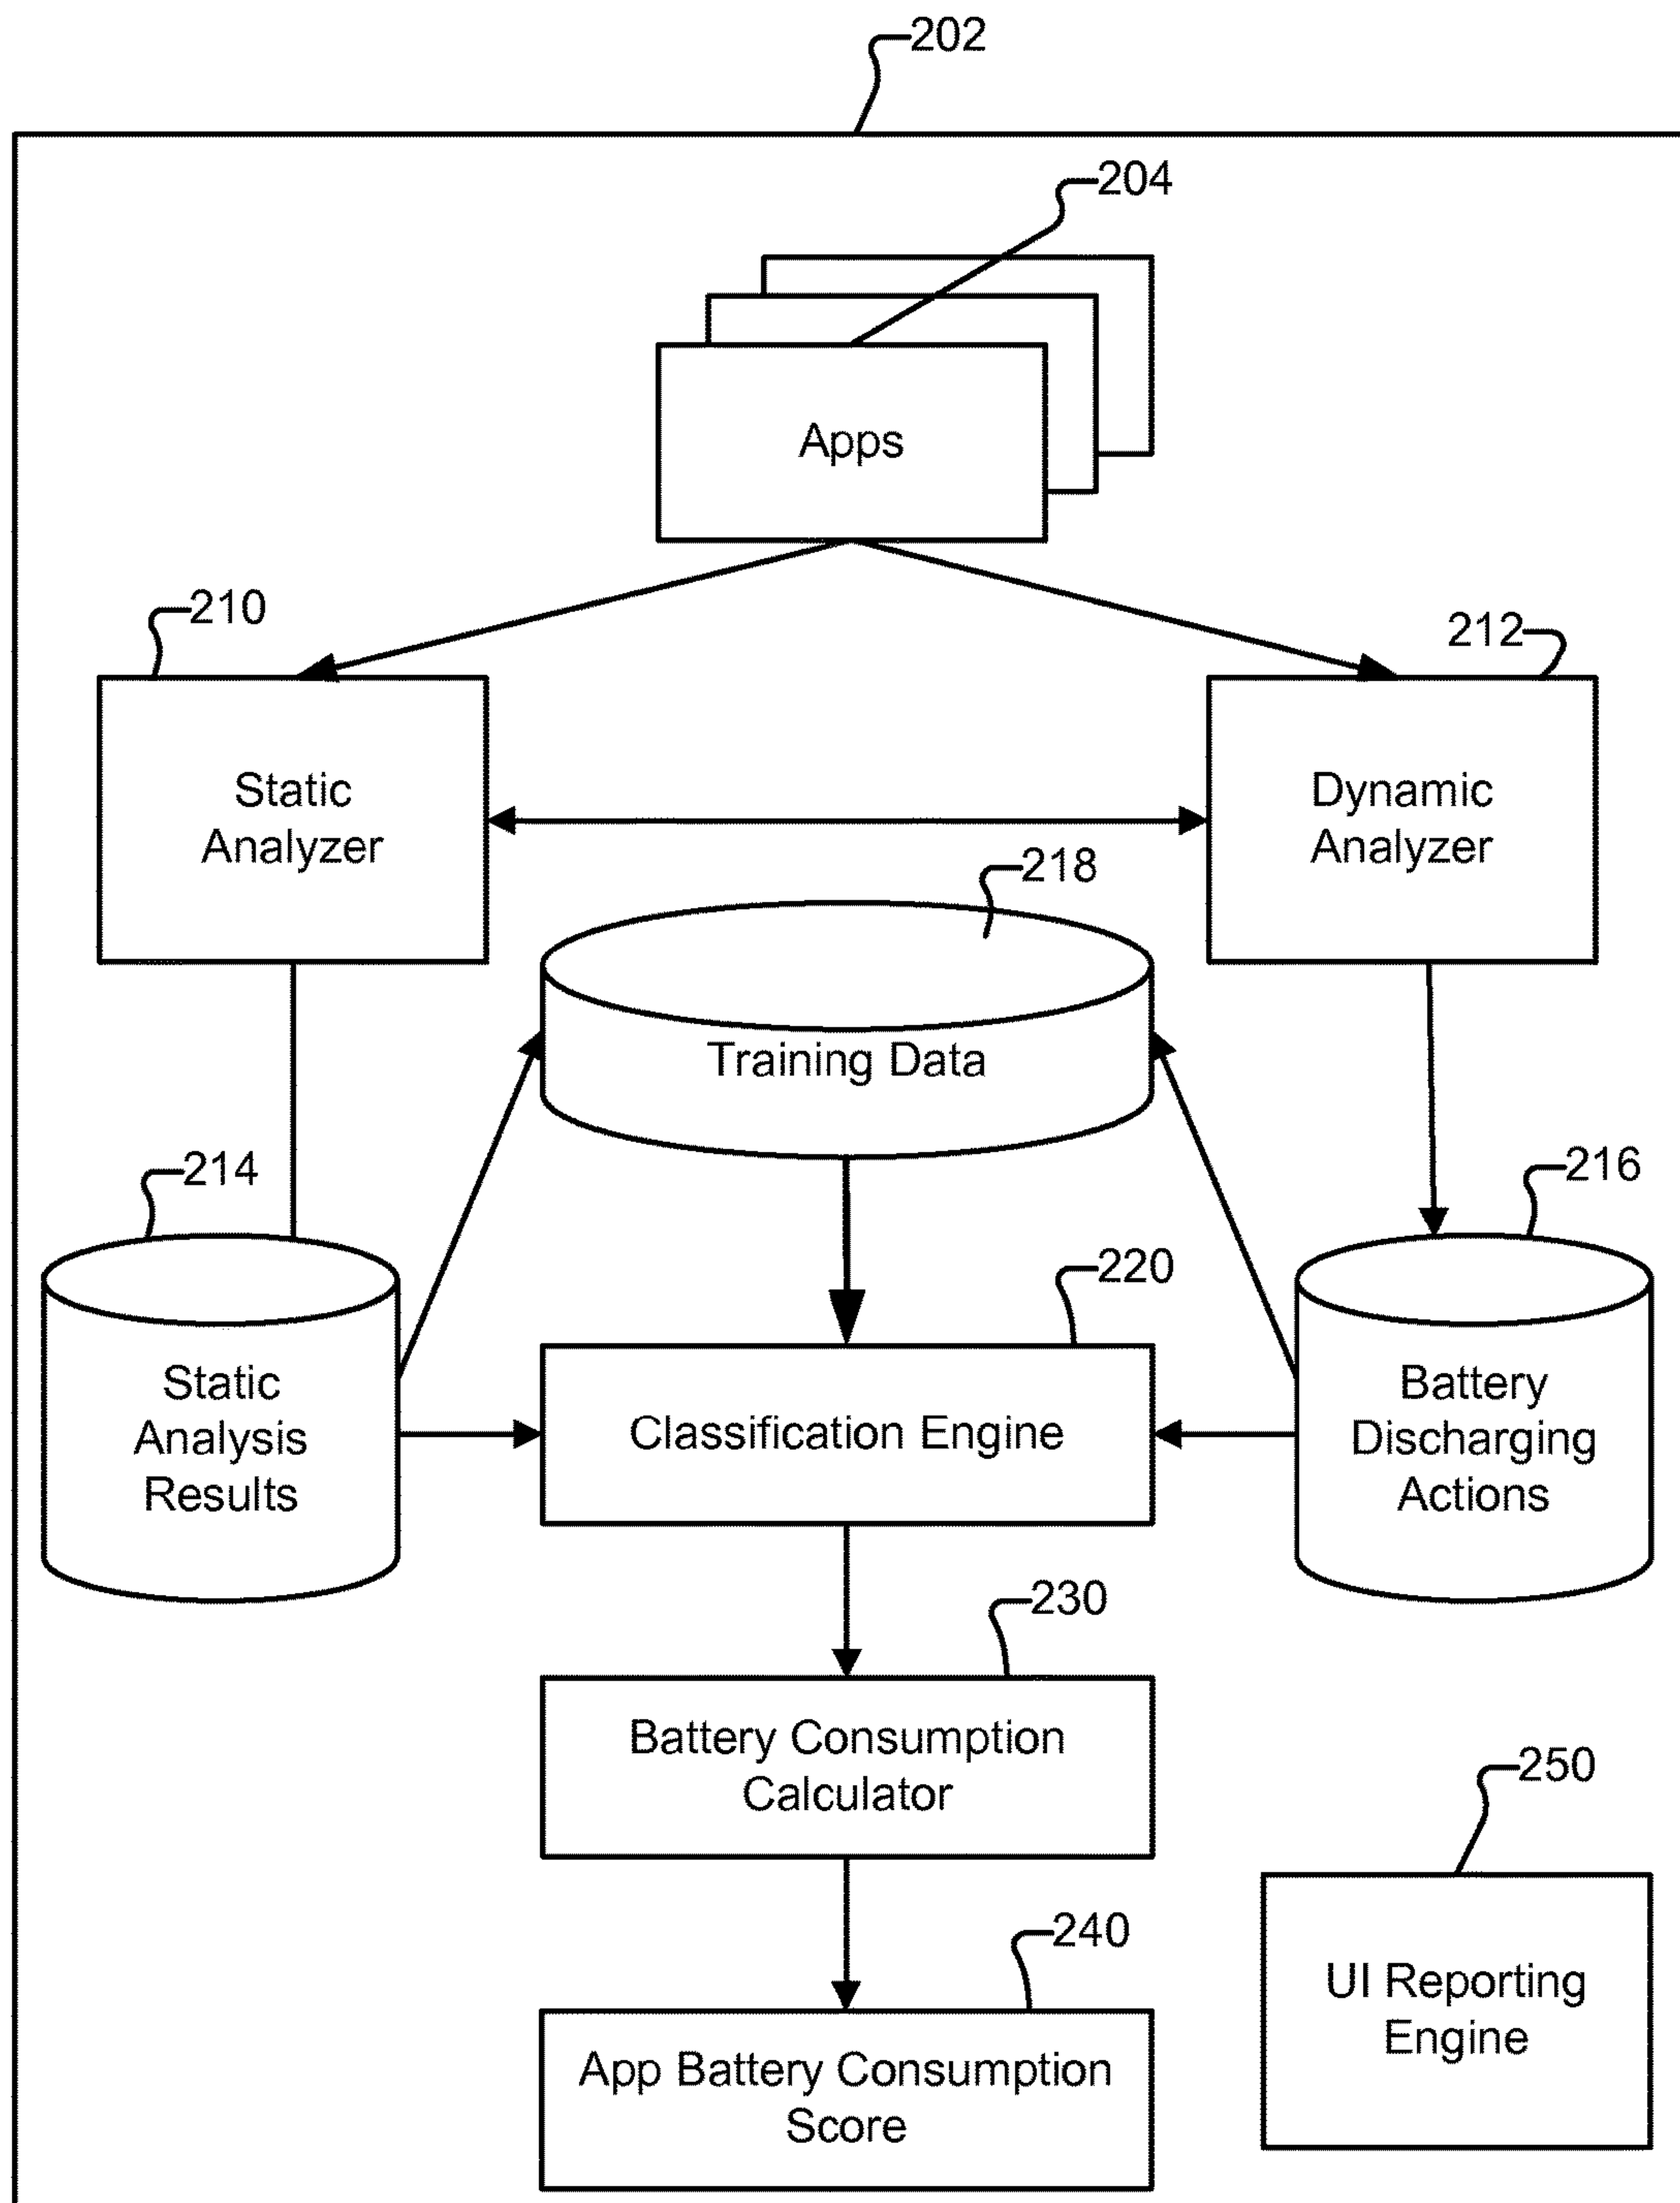 202
204
Apps
210
212
Static
Analyzer
Dynamic
Analyzer
218
Training Data
214
216
220
Static
Analysis
Results
Classification Engine
Battery
Discharging
Actions
230
Battery Consumption
Calculator
250
240
UI Reporting
Engine
App Battery Consumption
Score